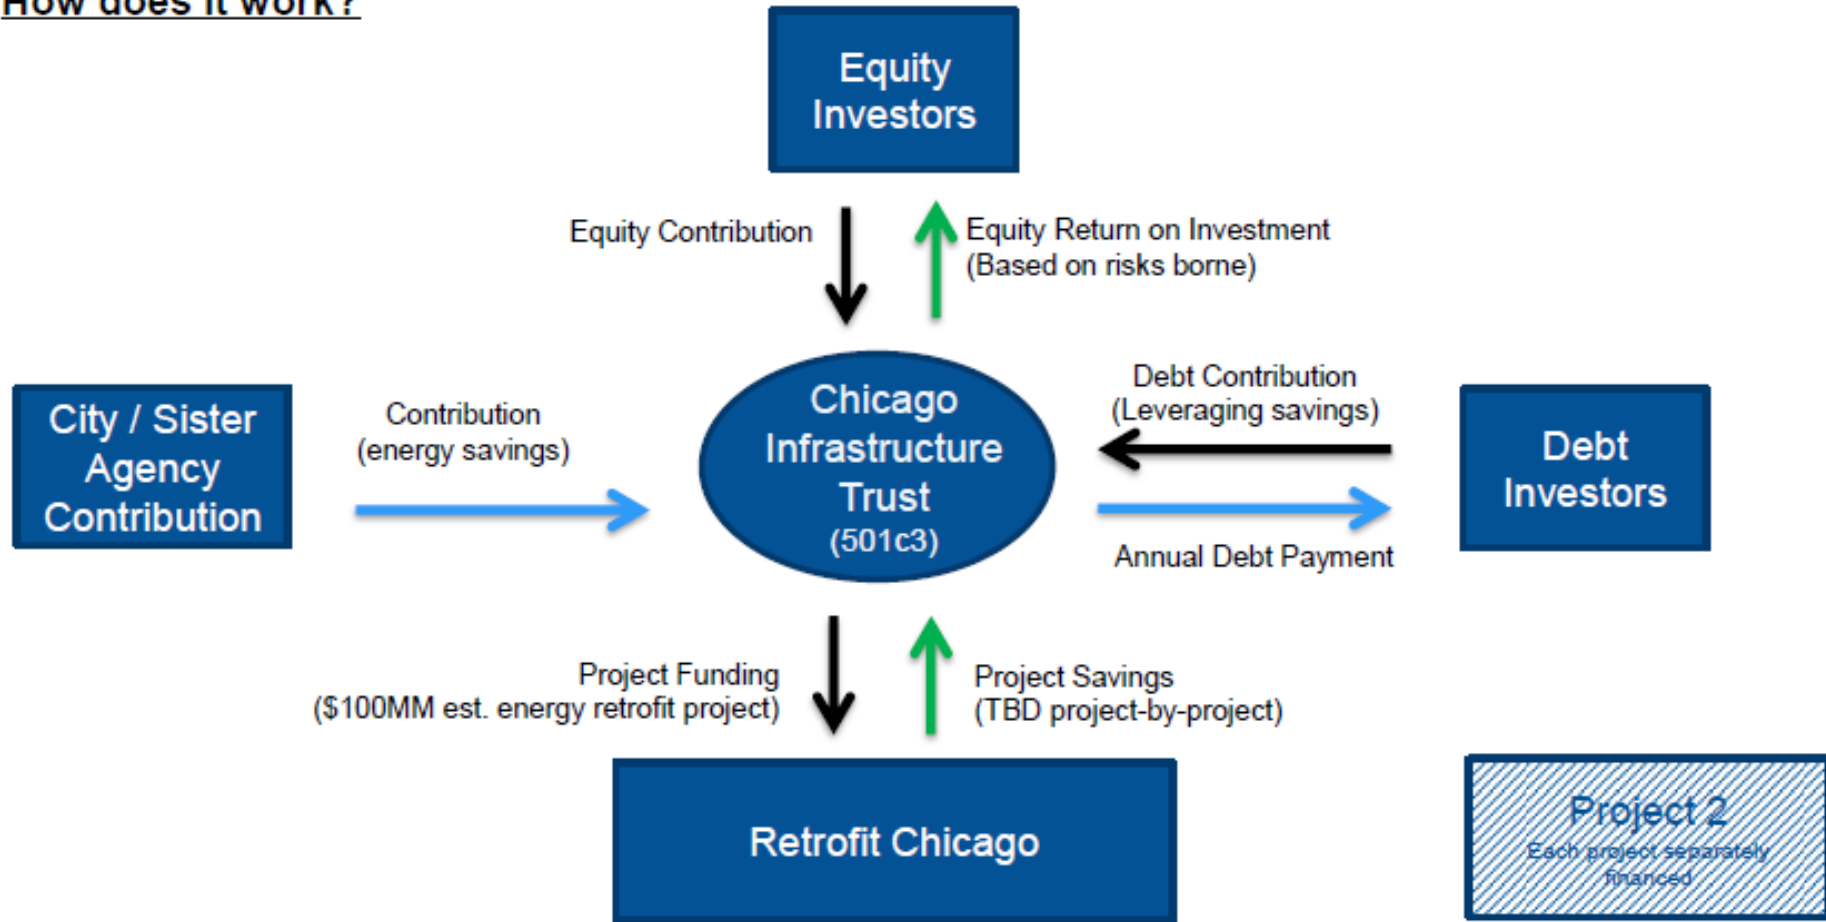 How does it work?
Equity
Investors
Equity Contribution
Equity Return on Investment
(Based on risks borne)
City / Sister
Agency
Contribution
Contribution
(energy savings)
Chicago
Infrastructure
Trust
(501c3)
Debt Contribution
(Leveraging savings)
Annual Debt Payment
Debt
Investors
Project Funding
($100MM est. energy retrofit project)
Project Savings
(TBD project-by-project)
Retrofit Chicago
Project 2
Each project separately
financed